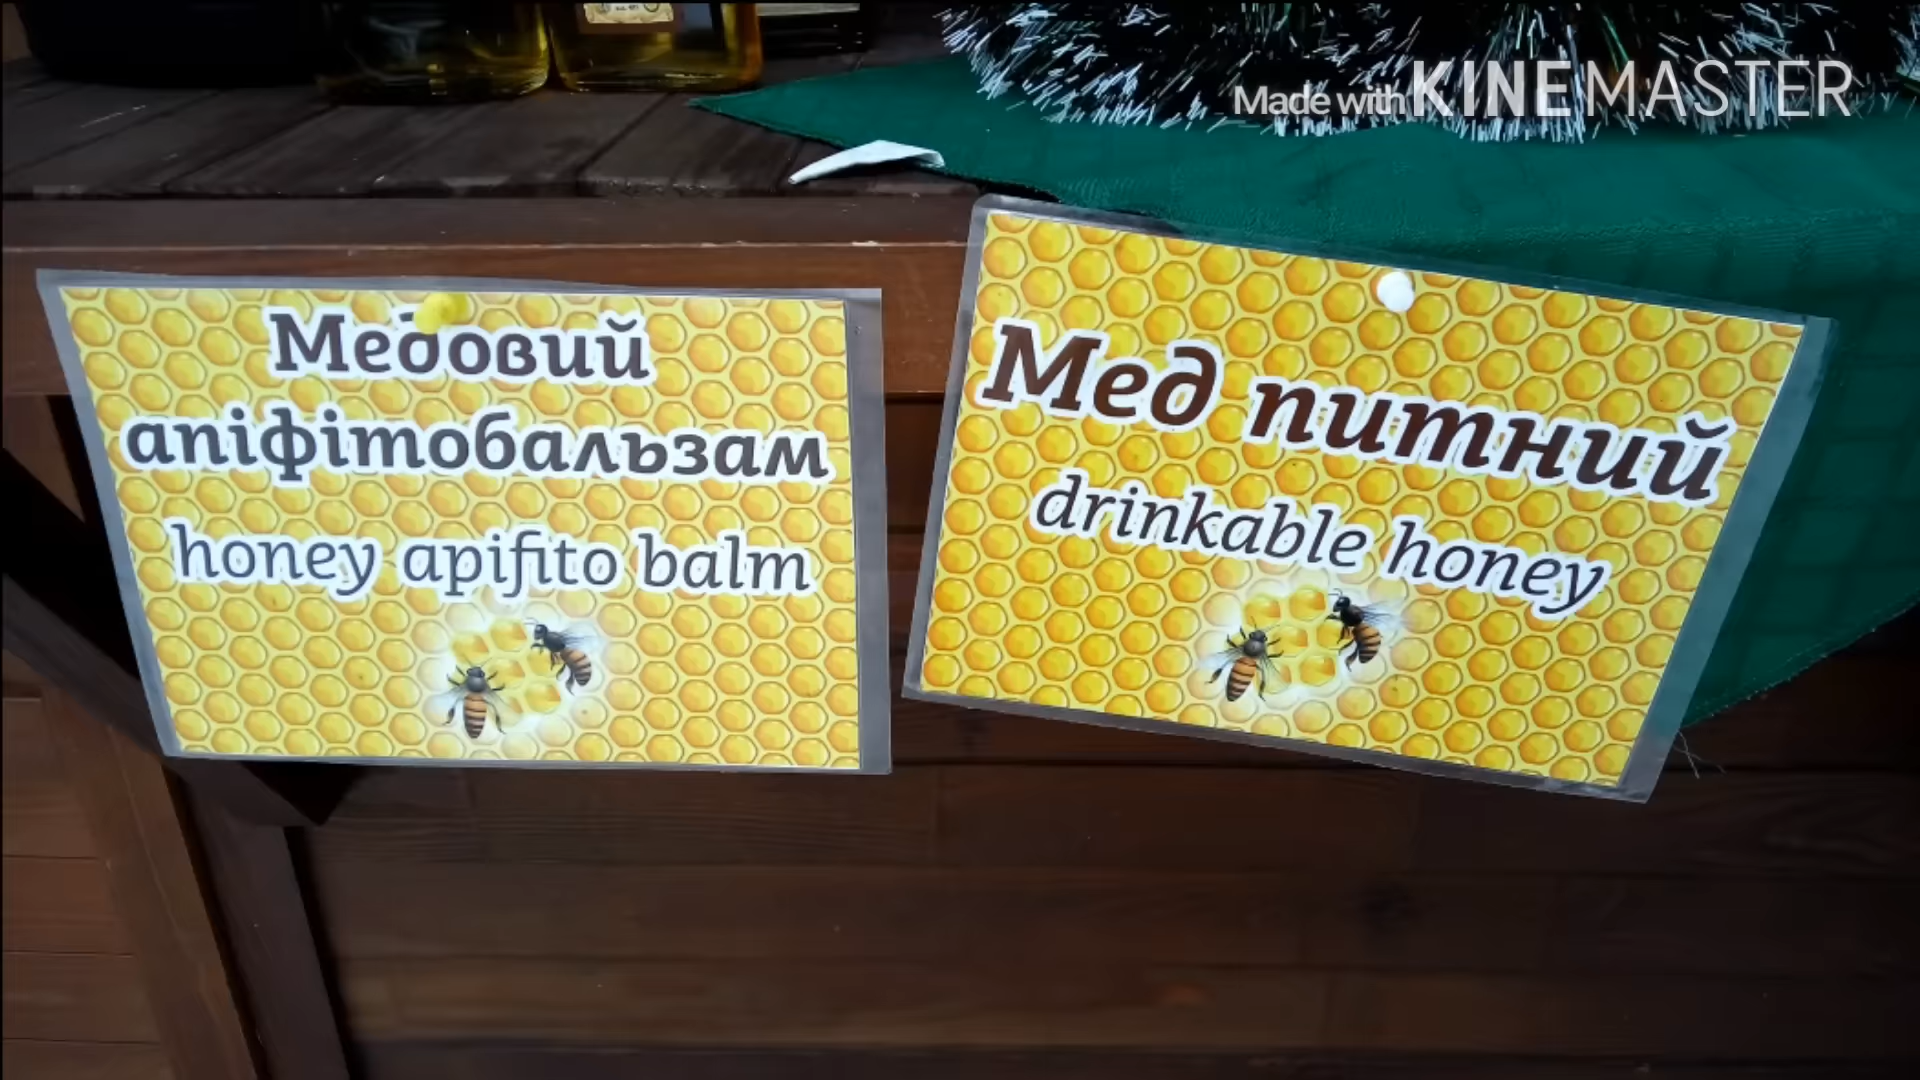 Made with KINEMASTER
Медовий
апіфітобальзам
honey apifito balm
Мед питний
drinkable honey